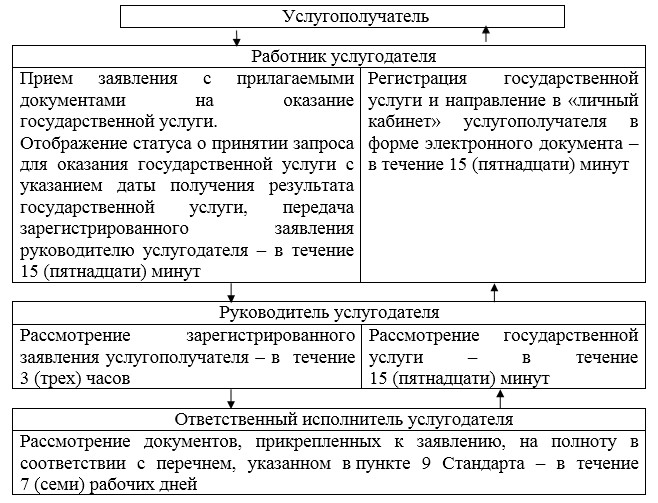 Услугополучатель
Работник услугодателя
Прием заявления с прилагаемыми
документами на оказание
государственной услуги.
Отображение статуса о принятии запроса
для оказания государственной услуги с
указанием даты получения результата
государственной услуги, передача
зарегистрированного заявления
руководителю услугодателя – в течение
15 (пятнадцати) минут
Регистрация государственной
услуги и направление в «личный
кабинет» услугополучателя в
форме электронного документа –
в течение 15 (пятнадцати) минут
Руководитель услугодателя
Рассмотрение зарегистрированного
заявления услугополучателя – в течение
3 (трех) часов
Рассмотрение государственной
услуги – в течение
15 (пятнадцати) минут
Ответственный исполнитель услугодателя
Рассмотрение документов, прикрепленных к заявлению, на полноту в
соответствии с перечнем, указанном в пункте 9 Стандарта – в течение
7 (семи) рабочих дней